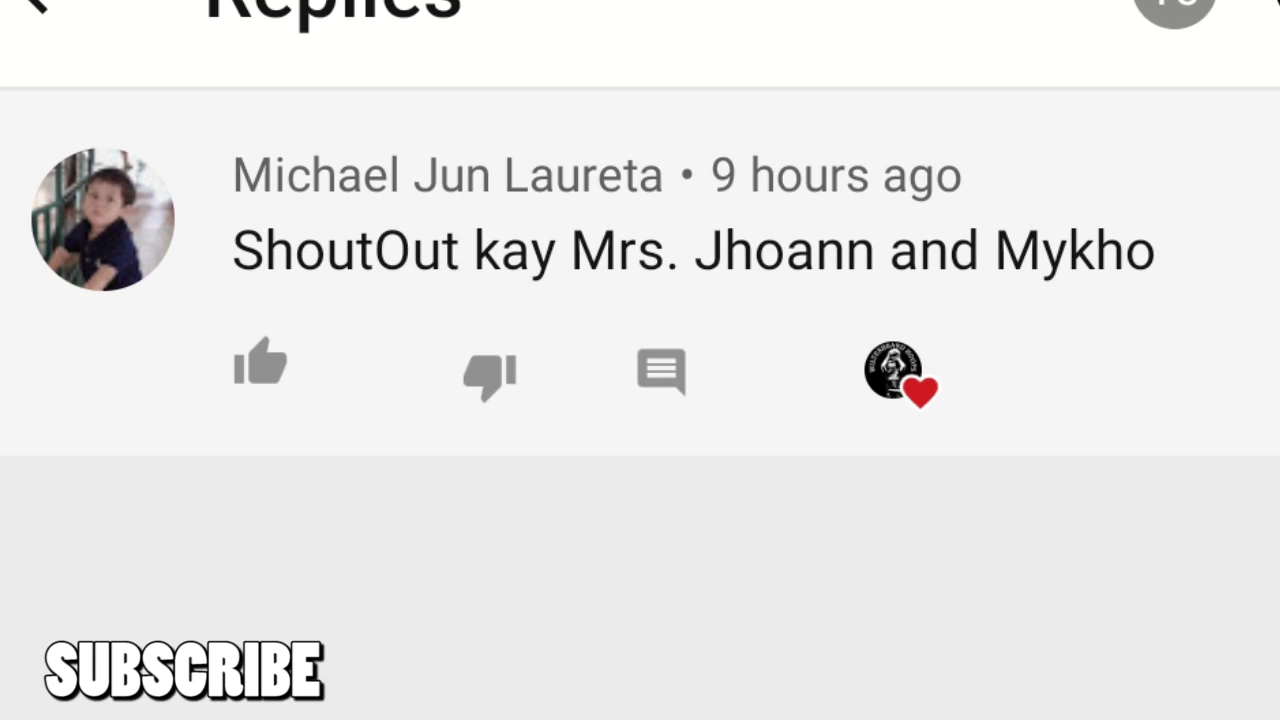 Replies
Michael Jun Laureta • 9 hours ago
ShoutOut kay Mrs. Jhoann and Mykho
SUBSCRIBE